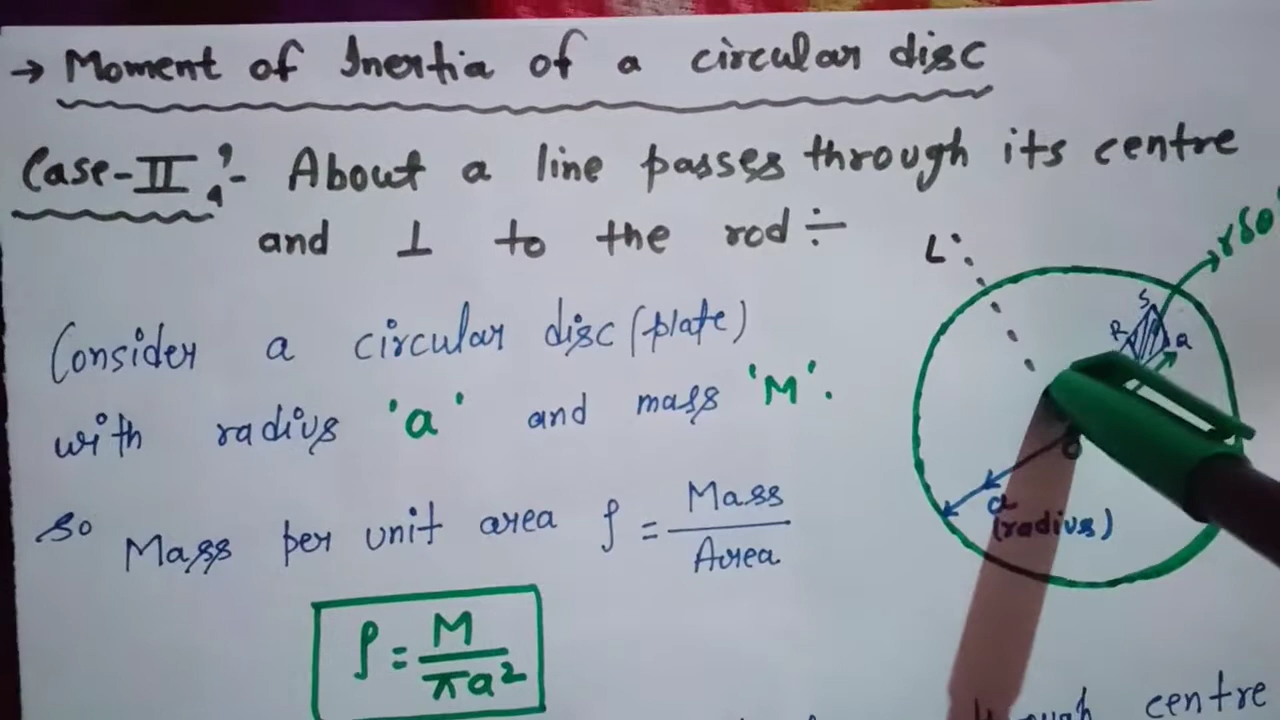 → Moment of Inertia of a circular disc
Case-II :- About a line passes through its centre
and ⊥ to the rod ÷
L
rδθ
S
R
Q
Consider a circular disc (plate)
with radius 'a' and mass 'M'.
O
a
(radius)
so Mass per unit area ρ = Mass / Area
ρ = M / πa²
centre